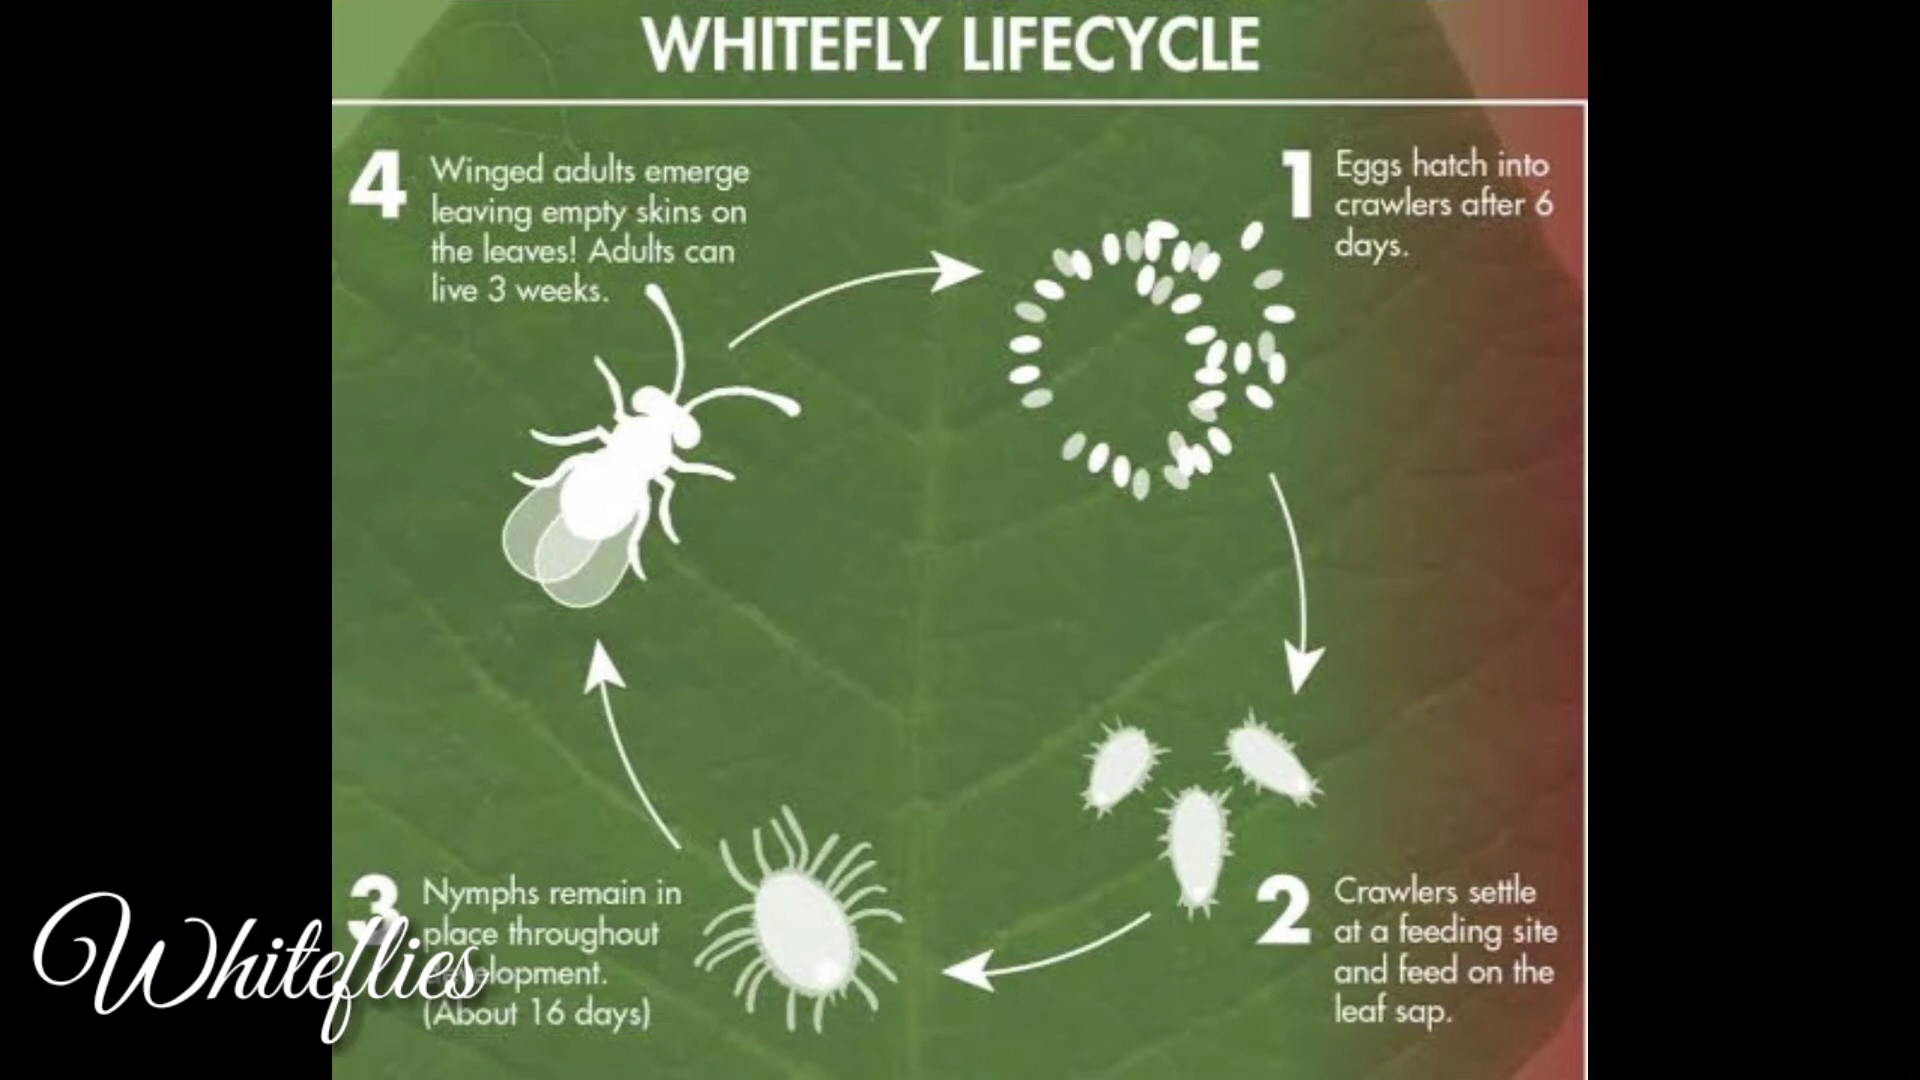 WHITEFLY LIFECYCLE
1
Eggs hatch into
crawlers after 6
days.
2
Crawlers settle
at a feeding site
and feed on the
leaf sap.
3
Nymphs remain in
place throughout
development.
(About 16 days)
4
Winged adults emerge
leaving empty skins on
the leaves! Adults can
live 3 weeks.
Whiteflies